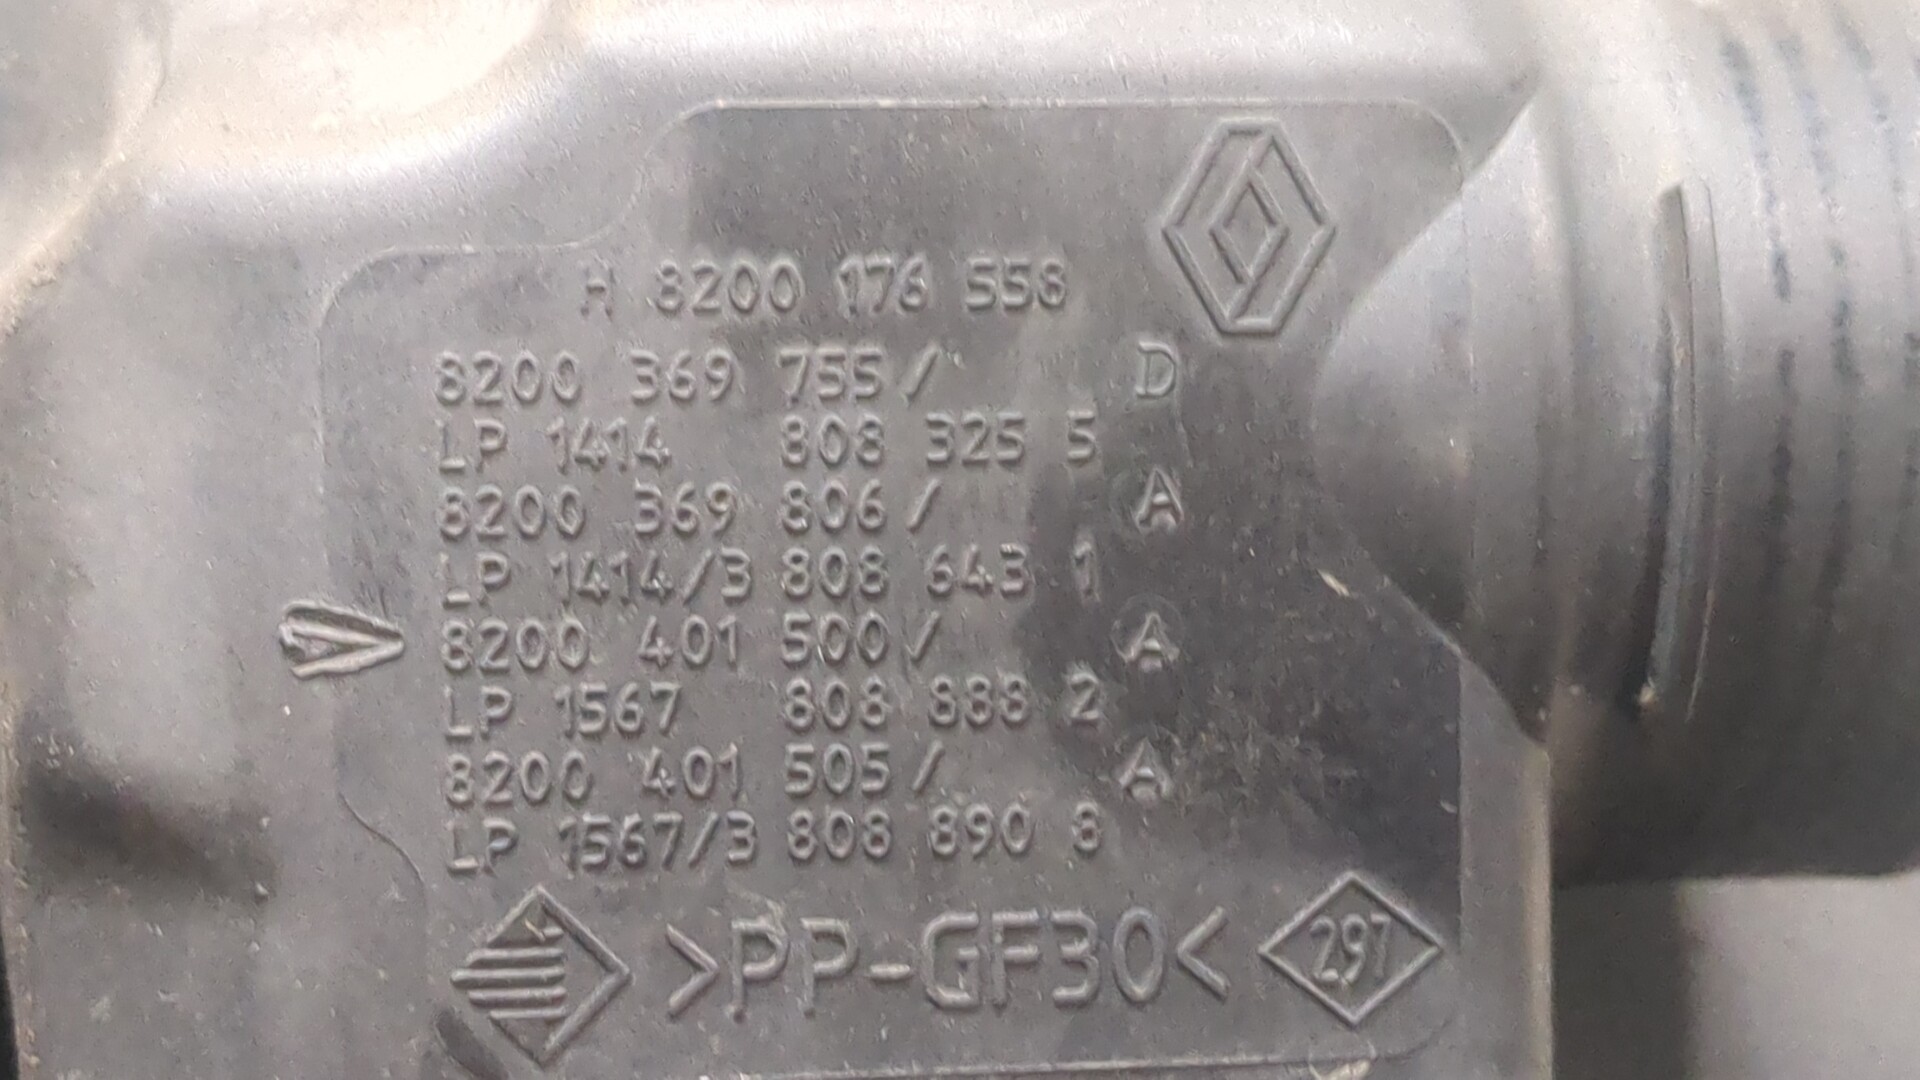 H 8200 176 558
8200 369 755/ D
LP 1414 808 325 5
8200 369 806/ A
LP 1414/3 808 643 1
8200 401 500/ A
LP 1567 808 888 2
8200 401 505/ A
LP 1567/3 808 890 8
>PP-GF30< 297